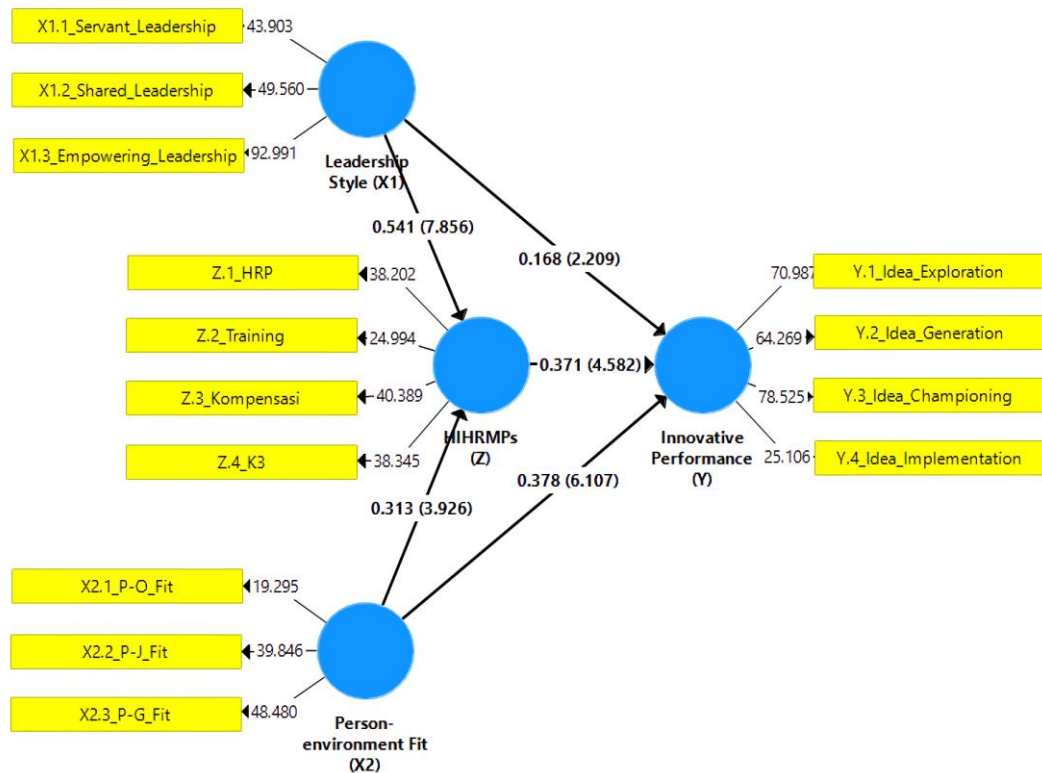 X1.1_Servant_Leadership
43.903
X1.2_Shared_Leadership
49.560
X1.3_Empowering_Leadership
92.991
Leadership
Style (X1)
0.541 (7.856)
0.168 (2.209)
Z.1_HRP
38.202
Z.2_Training
24.994
Z.3_Kompensasi
40.389
Z.4_K3
38.345
HIHRMPs
(Z)
0.371 (4.582)
70.987
Y.1_Idea_Exploration
64.269
Y.2_Idea_Generation
78.525
Y.3_Idea_Championing
25.106
Y.4_Idea_Implementation
Innovative
Performance
(Y)
0.378 (6.107)
0.313 (3.926)
X2.1_P-O_Fit
19.295
X2.2_P-J_Fit
39.846
X2.3_P-G_Fit
48.480
Person-
environment Fit
(X2)